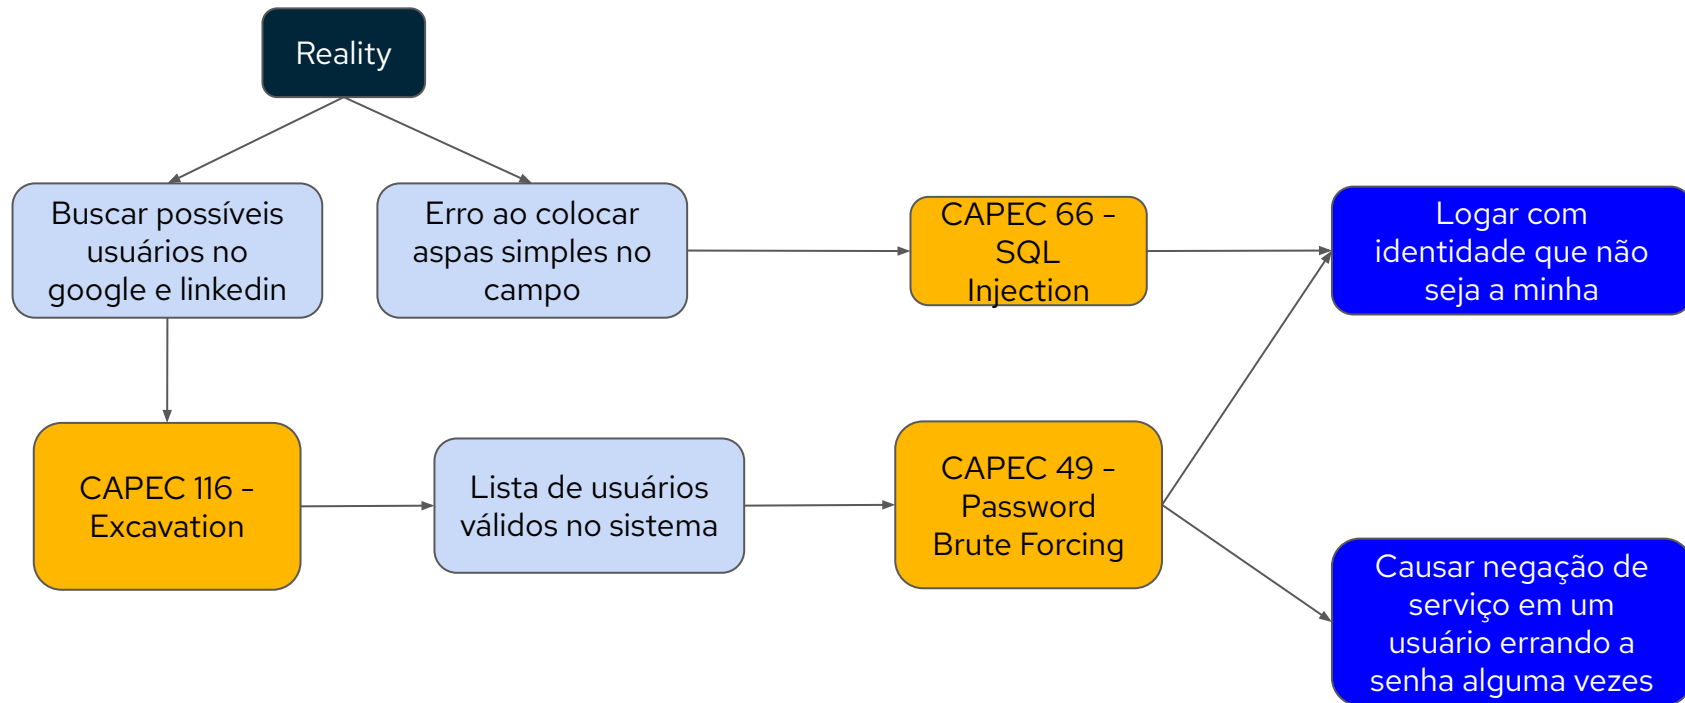 Reality
Buscar possíveis
usuários no
google e linkedin
Erro ao colocar
aspas simples no
campo
CAPEC 66 -
SQL
Injection
Logar com
identidade que não
seja a minha
CAPEC 116 -
Excavation
Lista de usuários
válidos no sistema
CAPEC 49 -
Password
Brute Forcing
Causar negação de
serviço em um
usuário errando a
senha alguma vezes